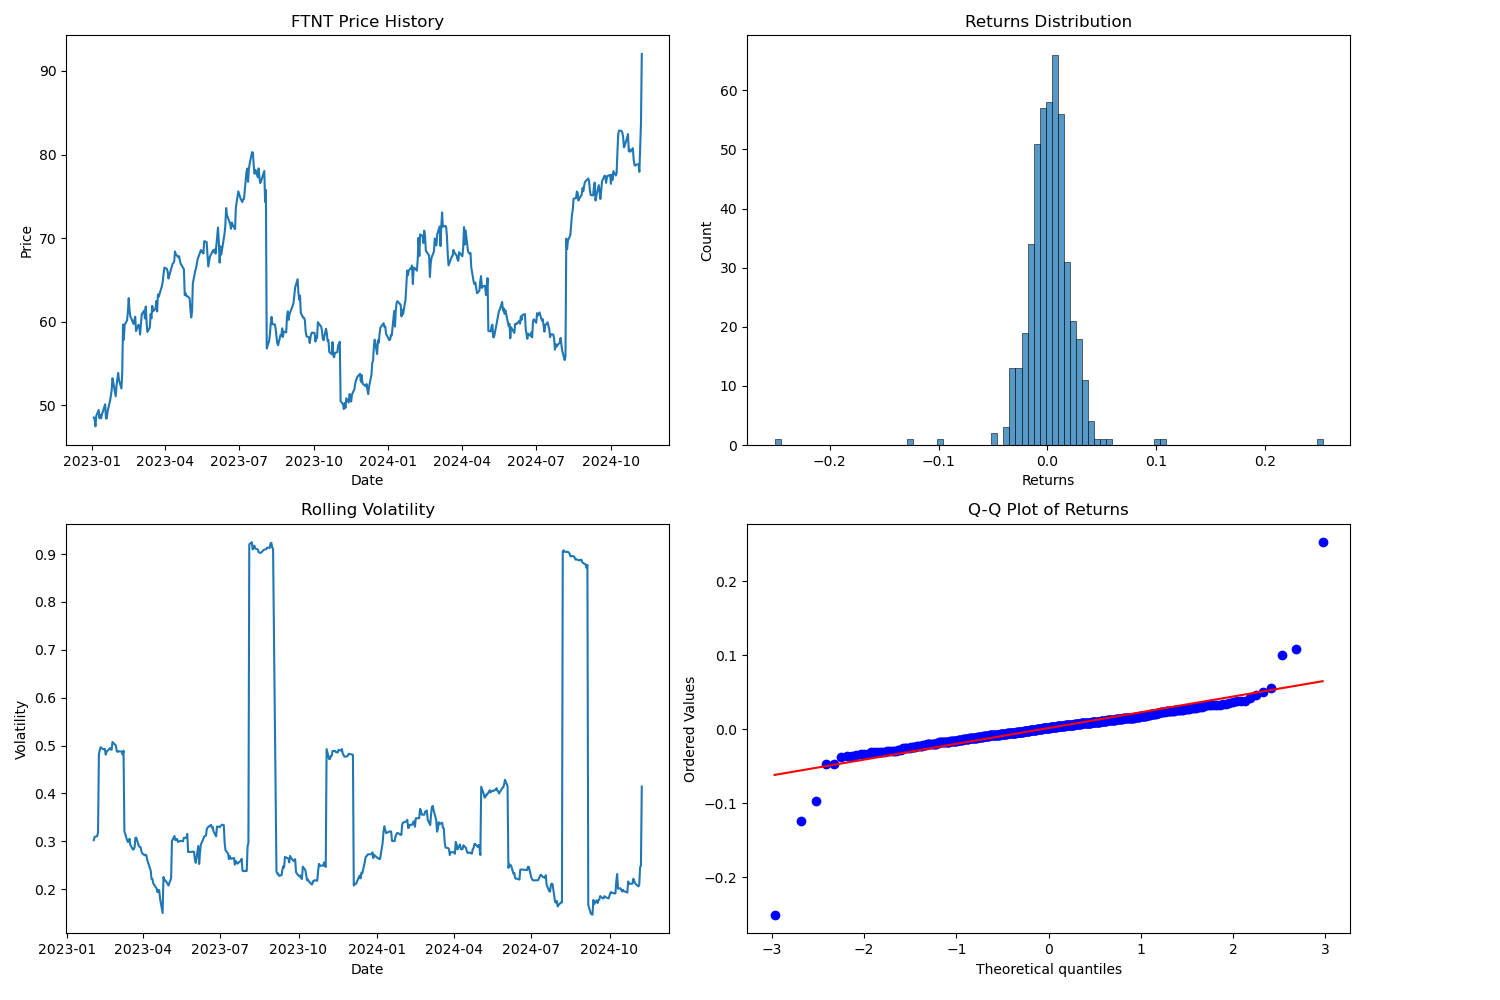 FTNT Price History
Price
90
80
70
60
50
2023-01 2023-04 2023-07 2023-10 2024-01 2024-04 2024-07 2024-10
Date
Returns Distribution
Count
60
50
40
30
20
10
0
−0.2 −0.1 0.0 0.1 0.2
Returns
Rolling Volatility
Volatility
0.9
0.8
0.7
0.6
0.5
0.4
0.3
0.2
2023-01 2023-04 2023-07 2023-10 2024-01 2024-04 2024-07 2024-10
Date
Q-Q Plot of Returns
Ordered Values
0.2
0.1
0.0
−0.1
−0.2
−3 −2 −1 0 1 2 3
Theoretical quantiles